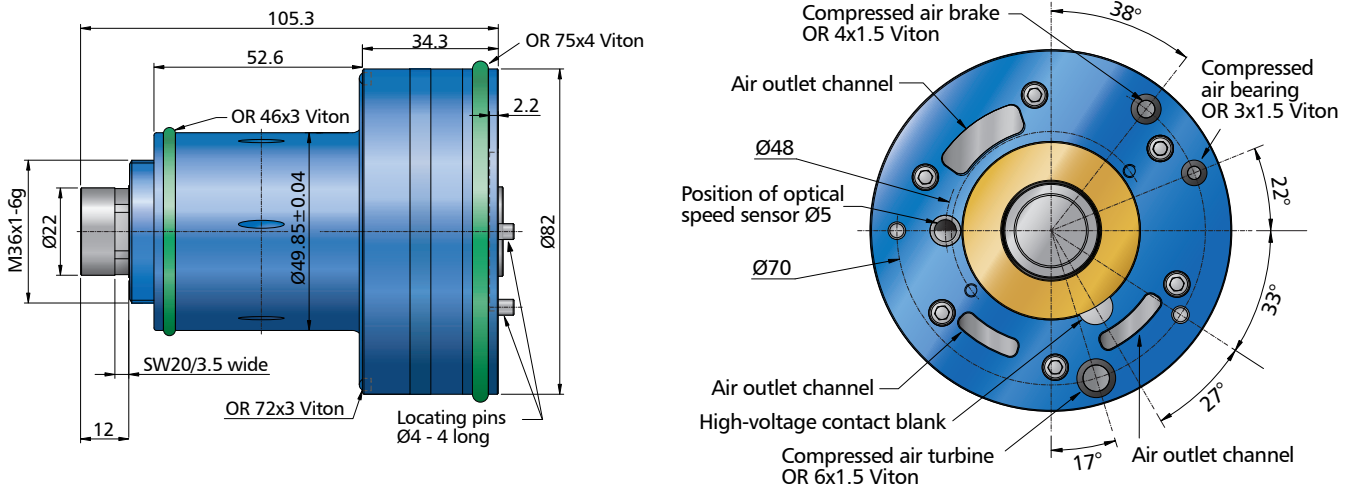 105.3
34.3
OR 75x4 Viton
52.6
2.2
OR 46x3 Viton
M36x1-6g
Ø22
Ø49.85±0.04
Ø82
SW20/3.5 wide
OR 72x3 Viton
Locating pins
Ø4 - 4 long
12
Compressed air brake
OR 4x1.5 Viton
38°
Air outlet channel
Compressed
air bearing
OR 3x1.5 Viton
Ø48
Position of optical
speed sensor Ø5
22°
Ø70
33°
27°
Air outlet channel
High-voltage contact blank
Compressed air turbine
OR 6x1.5 Viton
17°
Air outlet channel